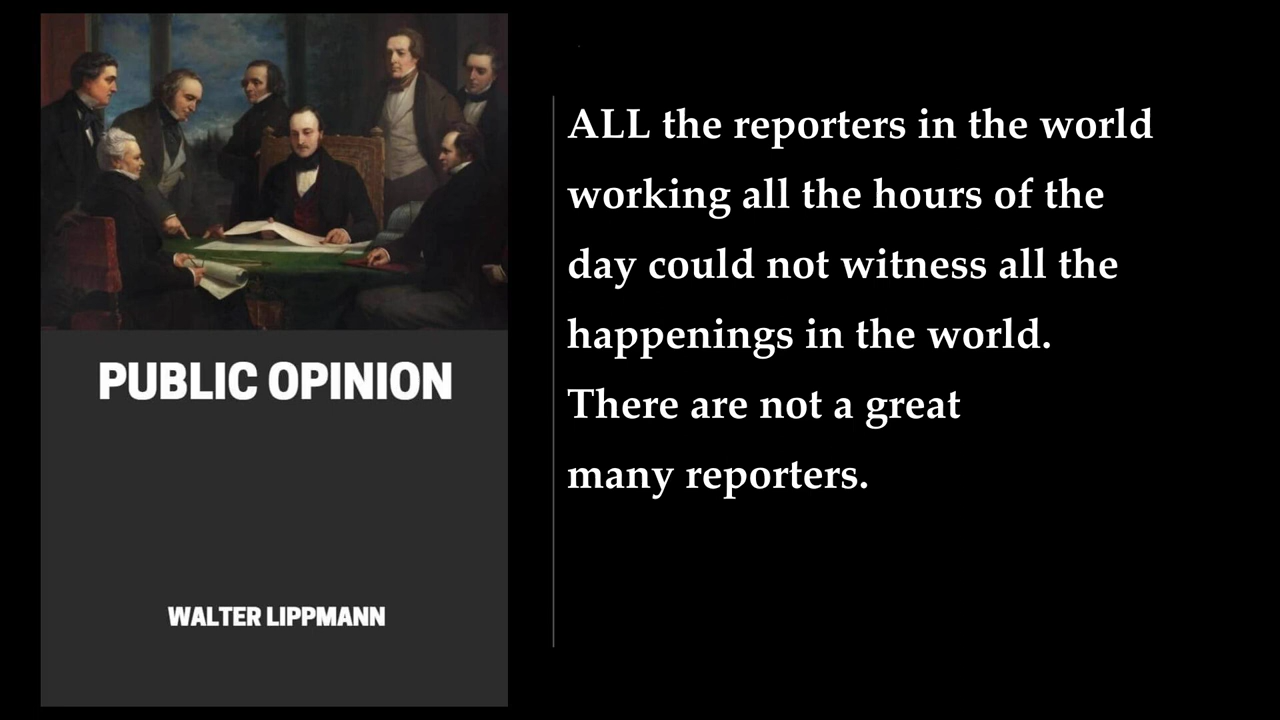 PUBLIC OPINION
WALTER LIPPMANN
ALL the reporters in the world
working all the hours of the
day could not witness all the
happenings in the world.
There are not a great
many reporters.